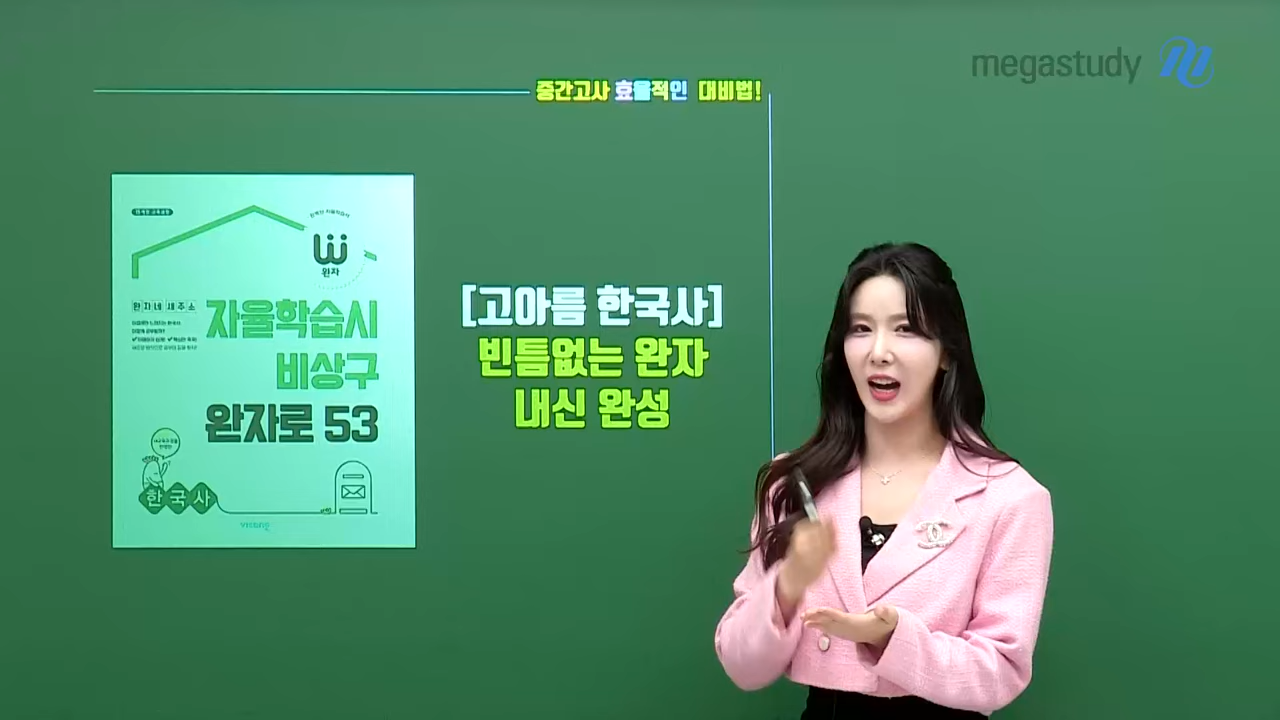 megastudy
중간고사 효율적인 대비법!
완자
완자네 새주소
자율학습시
비상구
완자로 53
한국사
visang
[고아름 한국사]
빈틈없는 완자
내신 완성